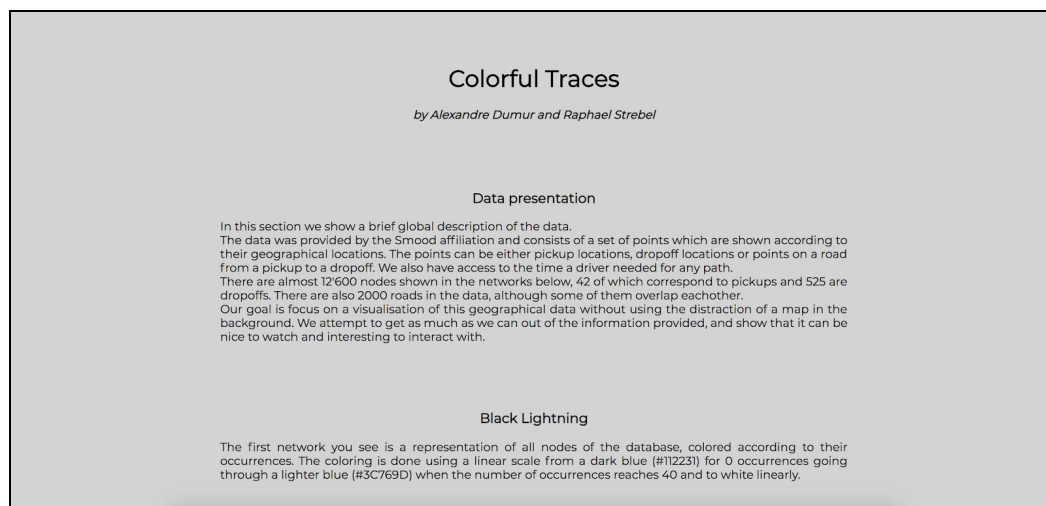 Colorful Traces
by Alexandre Dumur and Raphael Strebel
Data presentation
In this section we show a brief global description of the data.
The data was provided by the Smood affiliation and consists of a set of points which are shown according to
their geographical locations. The points can be either pickup locations, dropoff locations or points on a road
from a pickup to a dropoff. We also have access to the time a driver needed for any path.
There are almost 12'600 nodes shown in the networks below, 42 of which correspond to pickups and 525 are
dropoffs. There are also 2000 roads in the data, although some of them overlap eachother.
Our goal is focus on a visualisation of this geographical data without using the distraction of a map in the
background. We attempt to get as much as we can out of the information provided, and show that it can be
nice to watch and interesting to interact with.
Black Lightning
The first network you see is a representation of all nodes of the database, colored according to their
occurrences. The coloring is done using a linear scale from a dark blue (#112231) for 0 occurrences going
through a lighter blue (#3C769D) when the number of occurrences reaches 40 and to white linearly.